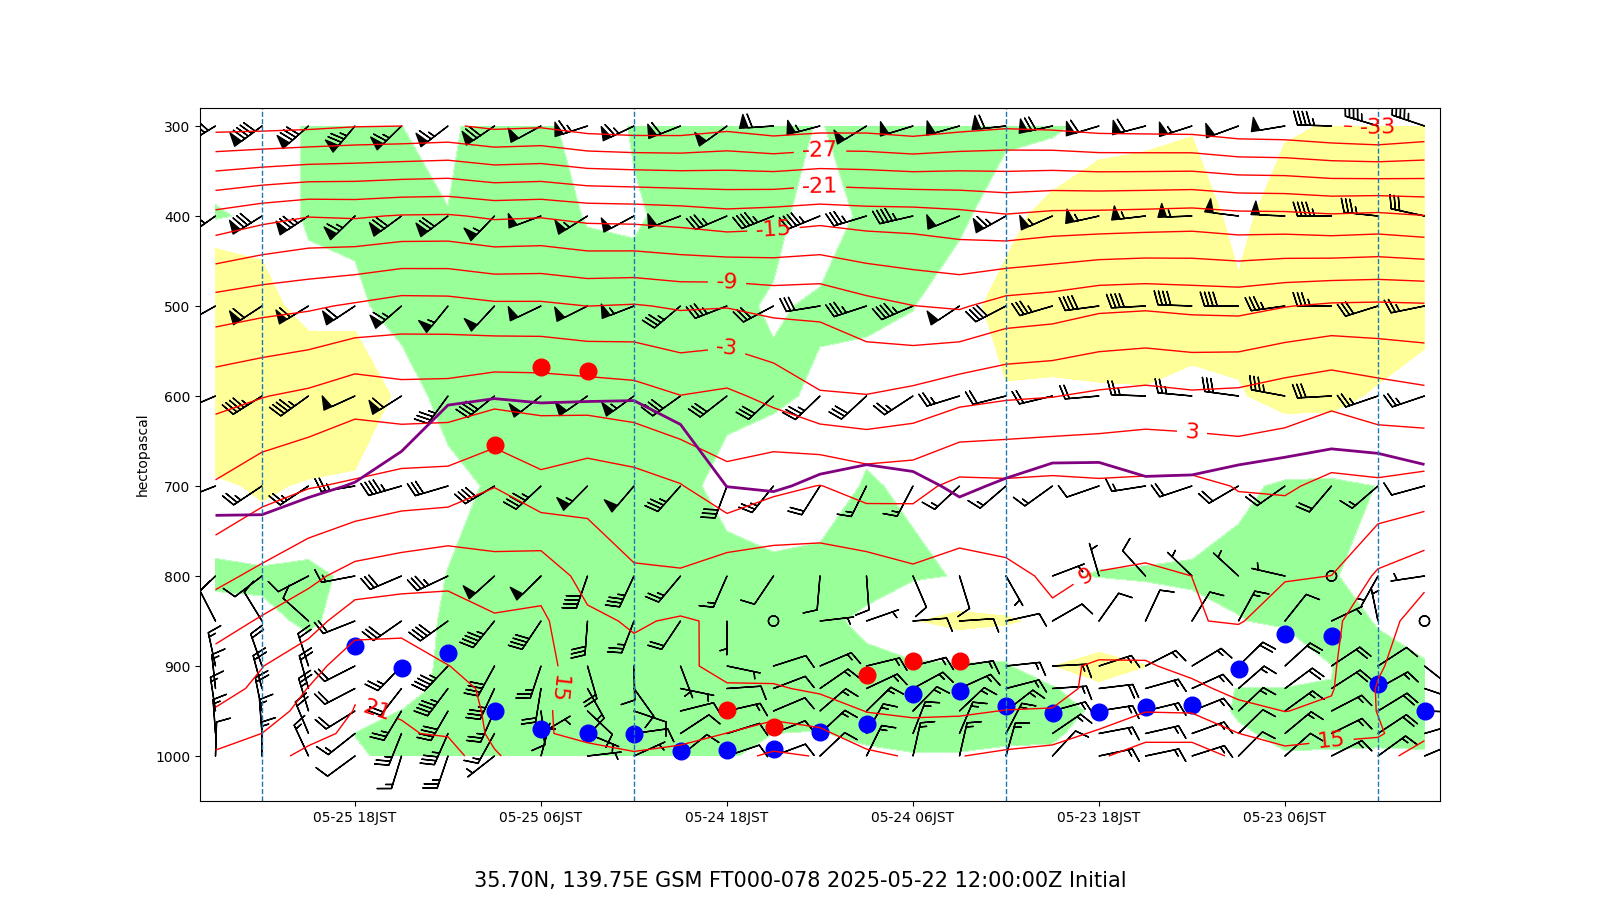 300
400
500
600
700
800
900
1000
hectopascal
-33
-27
-21
-15
-9
-3
3
9
15
21
15
05-25 18JST
05-25 06JST
05-24 18JST
05-24 06JST
05-23 18JST
05-23 06JST
35.70N, 139.75E GSM FT000-078 2025-05-22 12:00:00Z Initial